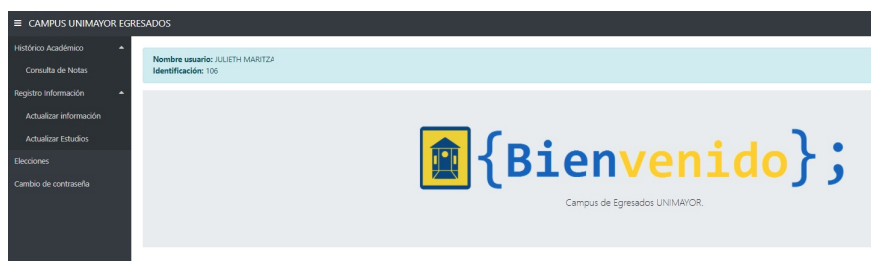 ≡ CAMPUS UNIMAYOR EGRESADOS
Histórico Académico
Consulta de Notas
Registro Información
Actualizar información
Actualizar Estudios
Elecciones
Cambio de contraseña
Nombre usuario: JULIETH MARITZA
Identificación: 106
{Bienvenido};
Campus de Egresados UNIMAYOR.